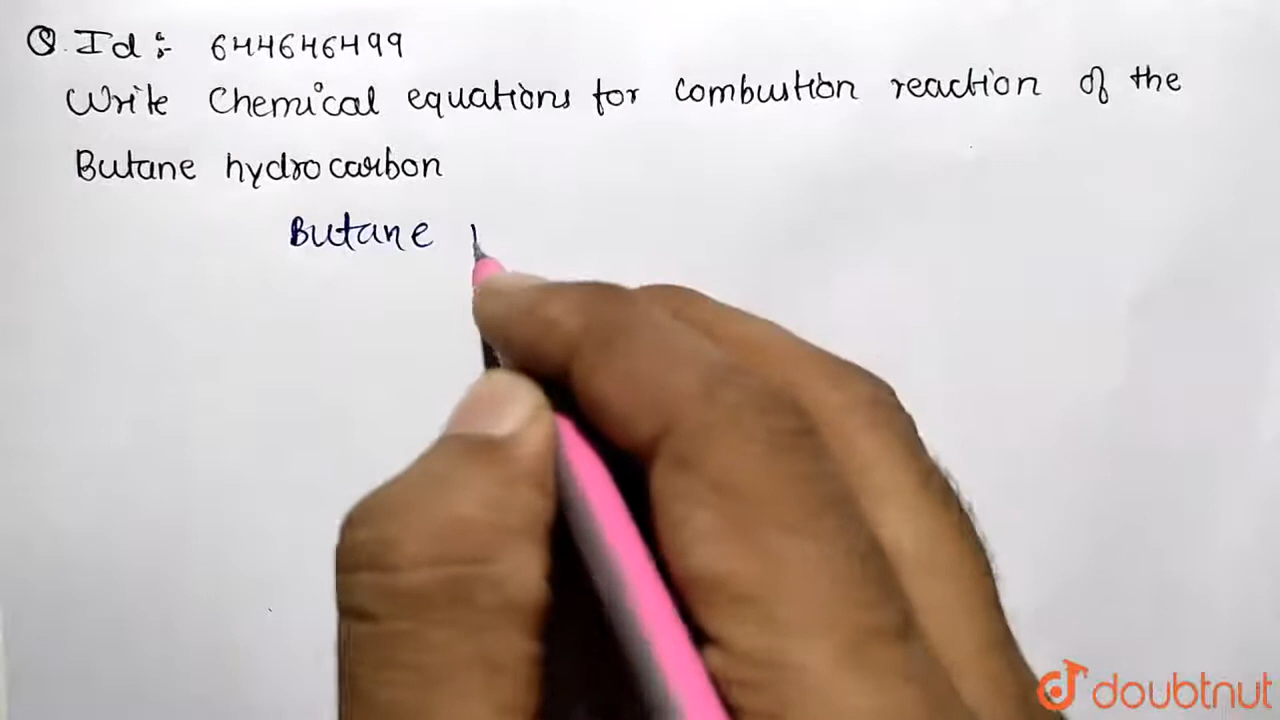 Q. Id :- 644646499
Write Chemical equations for combustion reaction of the
Butane hydrocarbon
Butane
doubtnut